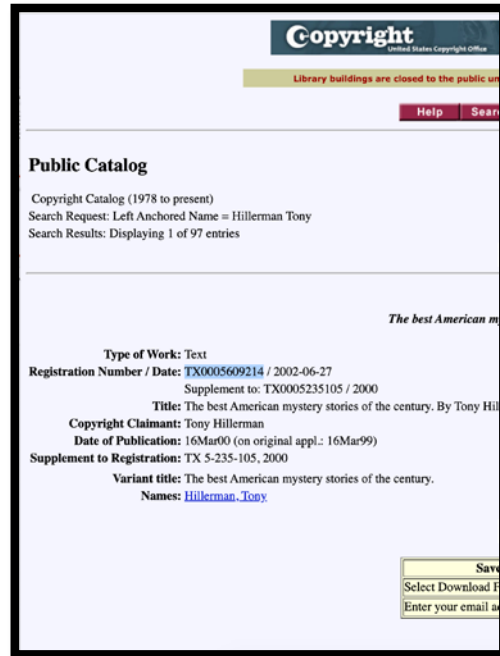 Copyright
United States Copyright Office
Library buildings are closed to the public
Help
Public Catalog
Copyright Catalog (1978 to present)
Search Request: Left Anchored Name = Hillerman Tony
Search Results: Displaying 1 of 97 entries
The best American
Type of Work: Text
Registration Number / Date: TX0005609214 / 2002-06-27
Supplement to: TX0005235105 / 2000
Title: The best American mystery stories of the century. By Tony
Copyright Claimant: Tony Hillerman
Date of Publication: 16Mar00 (on original appl.: 16Mar99)
Supplement to Registration: TX 5-235-105, 2000
Variant title: The best American mystery stories of the century.
Names: Hillerman, Tony
Save
Select Download
Enter your email